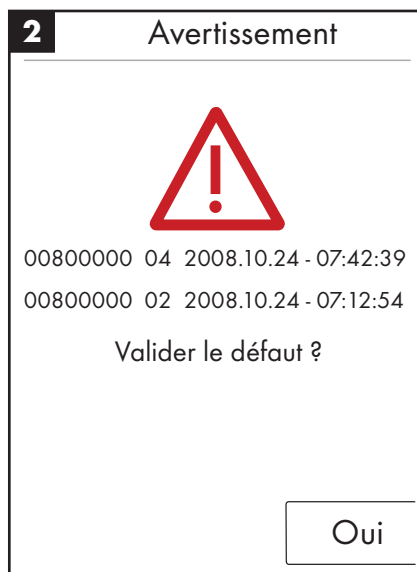 2 Avertissement
00800000 04 2008.10.24 - 07:42:39
00800000 02 2008.10.24 - 07:12:54
Valider le défaut ?
Oui